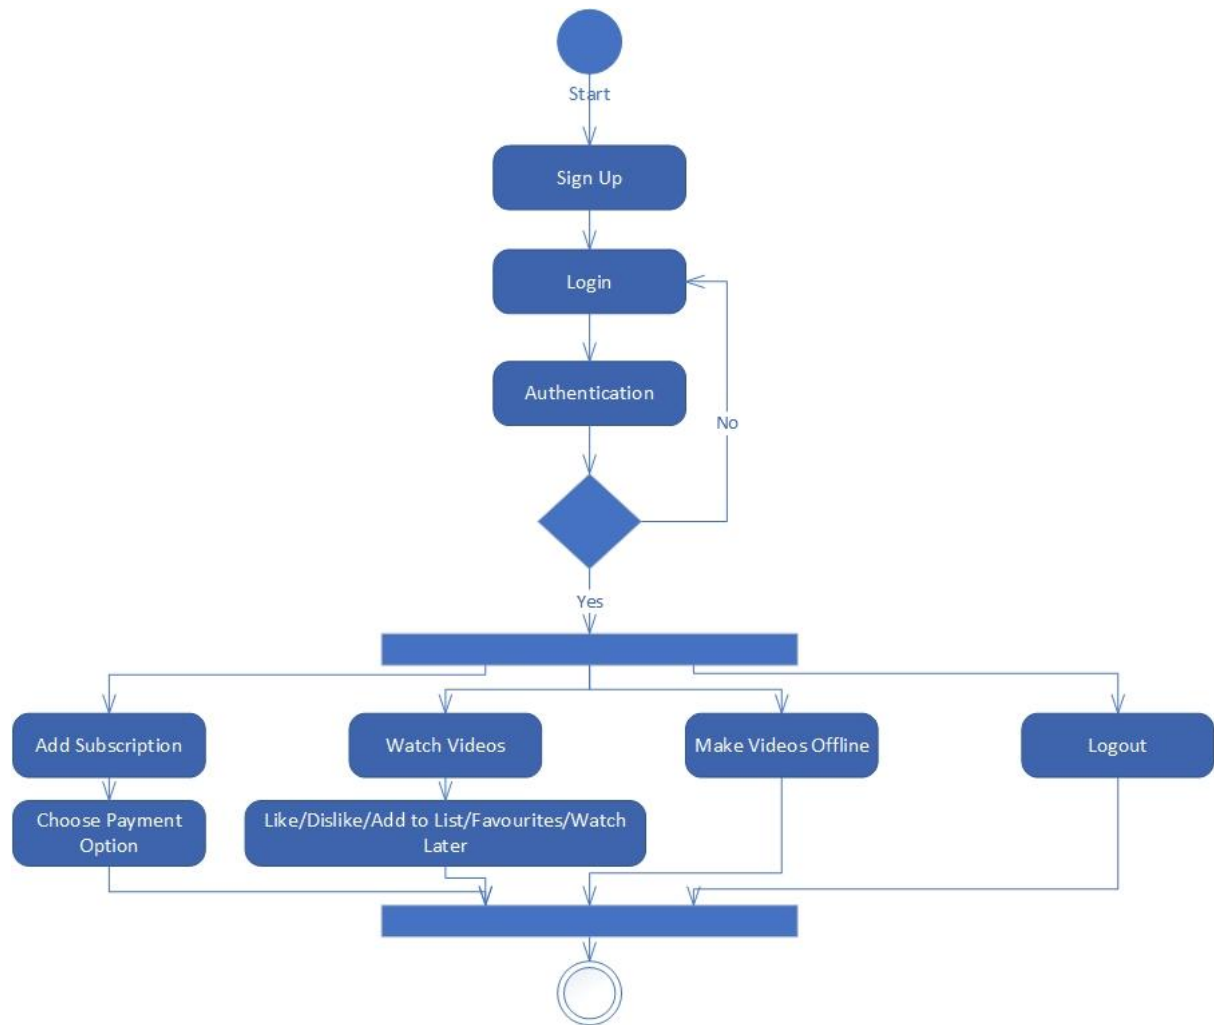 Start
Sign Up
Login
Authentication
No
Yes
Add Subscription
Watch Videos
Make Videos Offline
Logout
Choose Payment
Option
Like/Dislike/Add to List/Favourites/Watch
Later